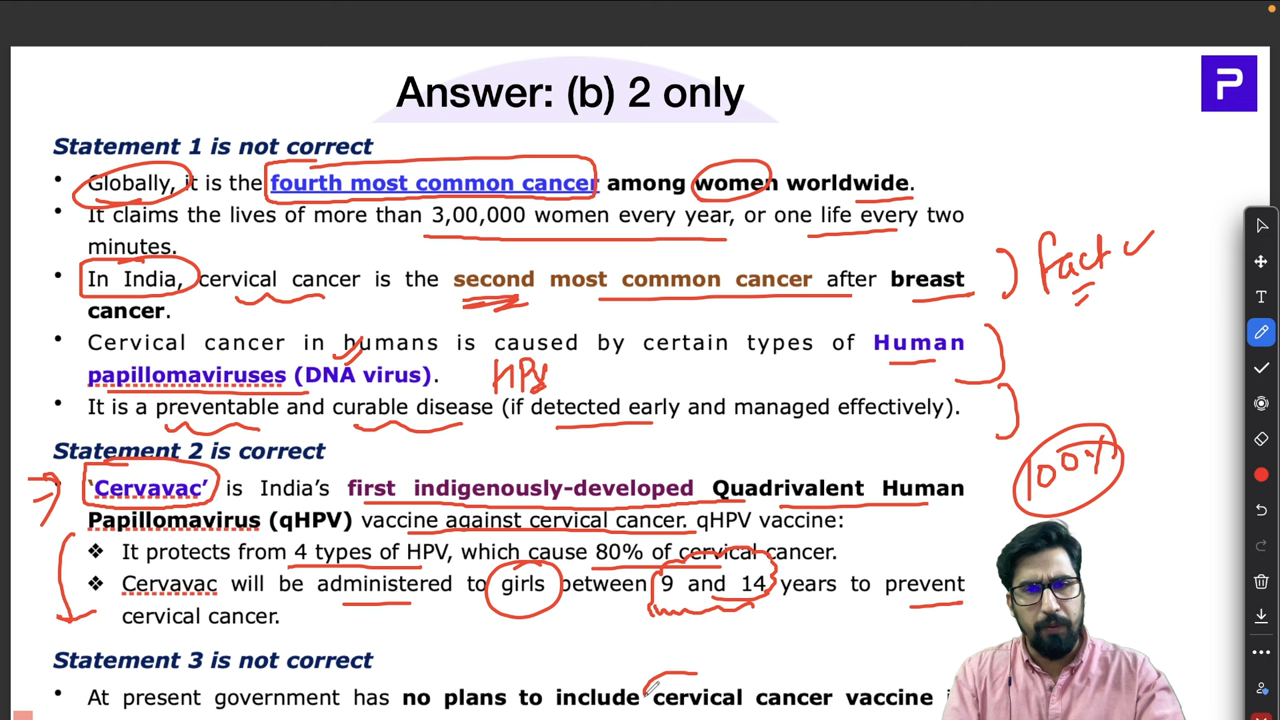 Answer: (b) 2 only
P
Statement 1 is not correct
• Globally, it is the fourth most common cancer among women worldwide.
• It claims the lives of more than 3,00,000 women every year, or one life every two
minutes.
• In India, cervical cancer is the second most common cancer after breast
cancer.
fact
• Cervical cancer in humans is caused by certain types of Human
papillomaviruses (DNA virus).
HPV
• It is a preventable and curable disease (if detected early and managed effectively).
Statement 2 is correct
100%
• ‘Cervavac’ is India’s first indigenously-developed Quadrivalent Human
Papillomavirus (qHPV) vaccine against cervical cancer. qHPV vaccine:
❖ It protects from 4 types of HPV, which cause 80% of cervical cancer.
❖ Cervavac will be administered to girls between 9 and 14 years to prevent
cervical cancer.
Statement 3 is not correct
• At present government has no plans to include cervical cancer vaccine
T